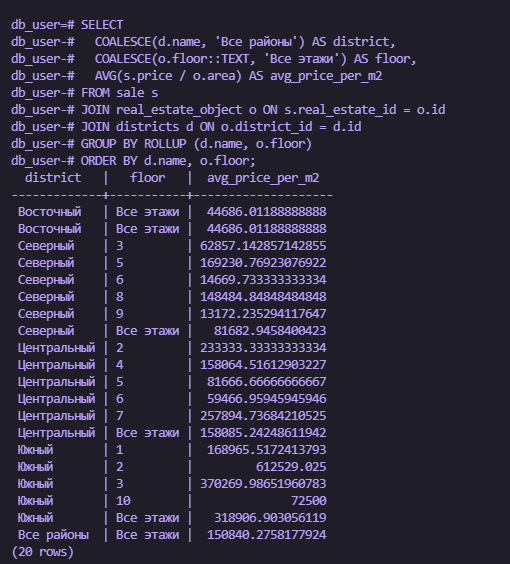 db_user=# SELECT
db_user-#   COALESCE(d.name, 'Все районы') AS district,
db_user-#   COALESCE(o.floor::TEXT, 'Все этажи') AS floor,
db_user-#   AVG(s.price / o.area) AS avg_price_per_m2
db_user-# FROM sale s
db_user-# JOIN real_estate_object o ON s.real_estate_id = o.id
db_user-# JOIN districts d ON o.district_id = d.id
db_user-# GROUP BY ROLLUP (d.name, o.floor)
db_user-# ORDER BY d.name, o.floor;
  district   |   floor   |  avg_price_per_m2
-------------+-----------+--------------------
 Восточный   | Все этажи |  44686.01188888888
 Восточный   | Все этажи |  44686.01188888888
 Северный    | 3         | 62857.142857142855
 Северный    | 5         | 169230.76923076922
 Северный    | 6         | 14669.733333333334
 Северный    | 8         | 148484.84848484848
 Северный    | 9         | 13172.235294117647
 Северный    | Все этажи |   81682.9458400423
 Центральный | 2         | 233333.33333333334
 Центральный | 4         | 158064.51612903227
 Центральный | 5         |  81666.66666666667
 Центральный | 6         |  59466.95945945946
 Центральный | 7         | 257894.73684210525
 Центральный | Все этажи | 158085.24248611942
 Южный       | 1         |  168965.5172413793
 Южный       | 2         |         612529.025
 Южный       | 3         | 370269.98651960783
 Южный       | 10        |              72500
 Южный       | Все этажи |   318906.903056119
 Все районы  | Все этажи |  150840.2758177924
(20 rows)